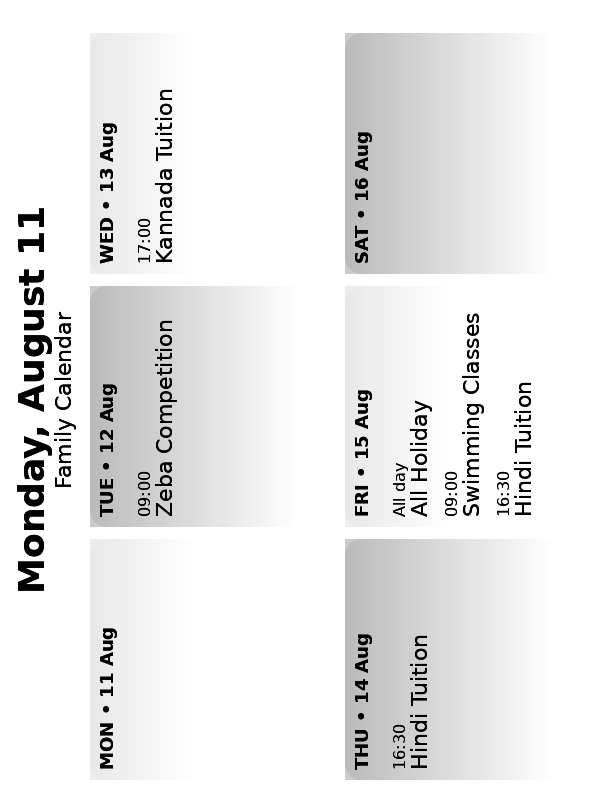 Monday, August 11
Family Calendar
MON • 11 Aug
TUE • 12 Aug
09:00
Zeba Competition
WED • 13 Aug
17:00
Kannada Tuition
THU • 14 Aug
16:30
Hindi Tuition
FRI • 15 Aug
All day
All Holiday
09:00
Swimming Classes
16:30
Hindi Tuition
SAT • 16 Aug